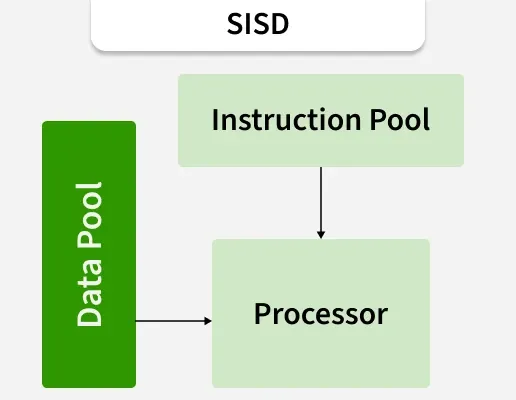 SISD
Instruction Pool
Data Pool
Processor